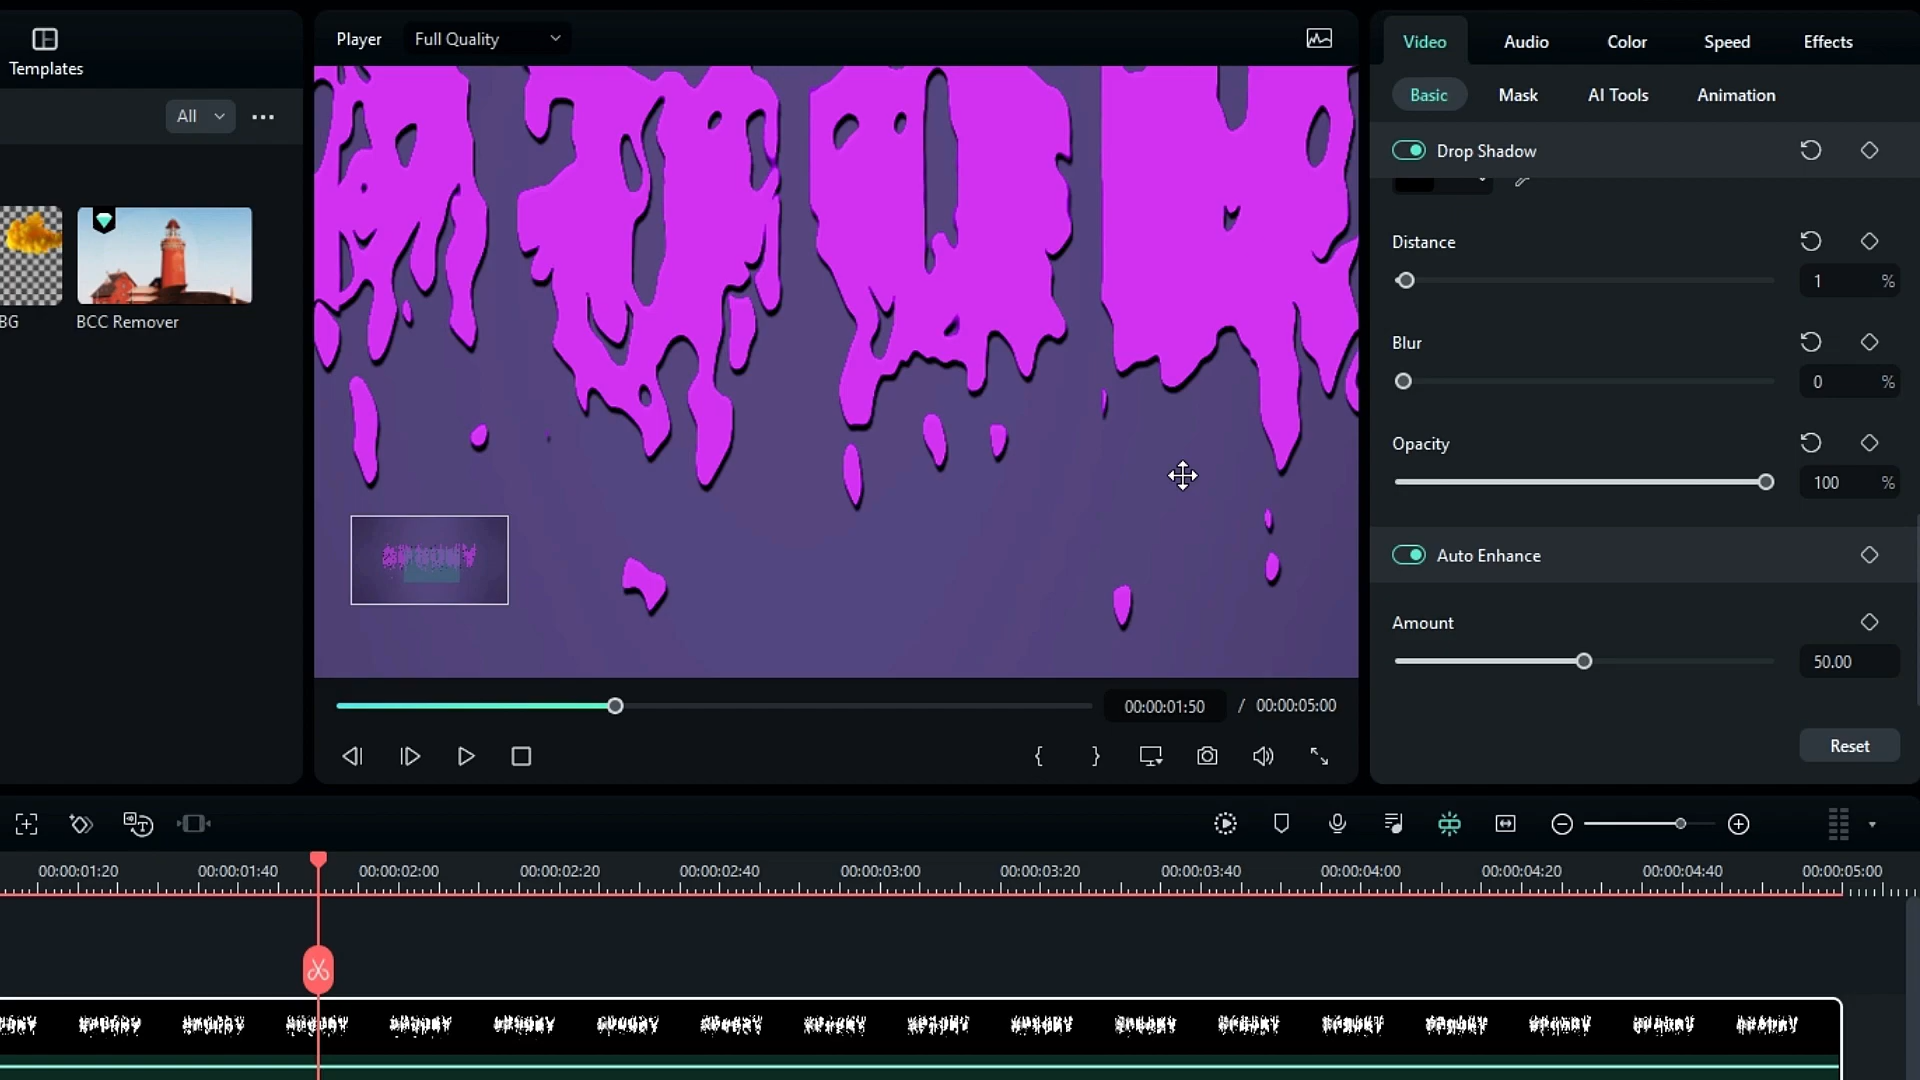 Templates
All
BG
BCC Remover
Player
Full Quality
00:00:01:50 / 00:00:05:00
Video
Audio
Color
Speed
Effects
Basic
Mask
AI Tools
Animation
Drop Shadow
Distance
1 %
Blur
0 %
Opacity
100 %
Auto Enhance
Amount
50.00
Reset
00:00:01:20
00:00:01:40
00:00:02:00
00:00:02:20
00:00:02:40
00:00:03:00
00:00:03:20
00:00:03:40
00:00:04:00
00:00:04:20
00:00:04:40
00:00:05:00